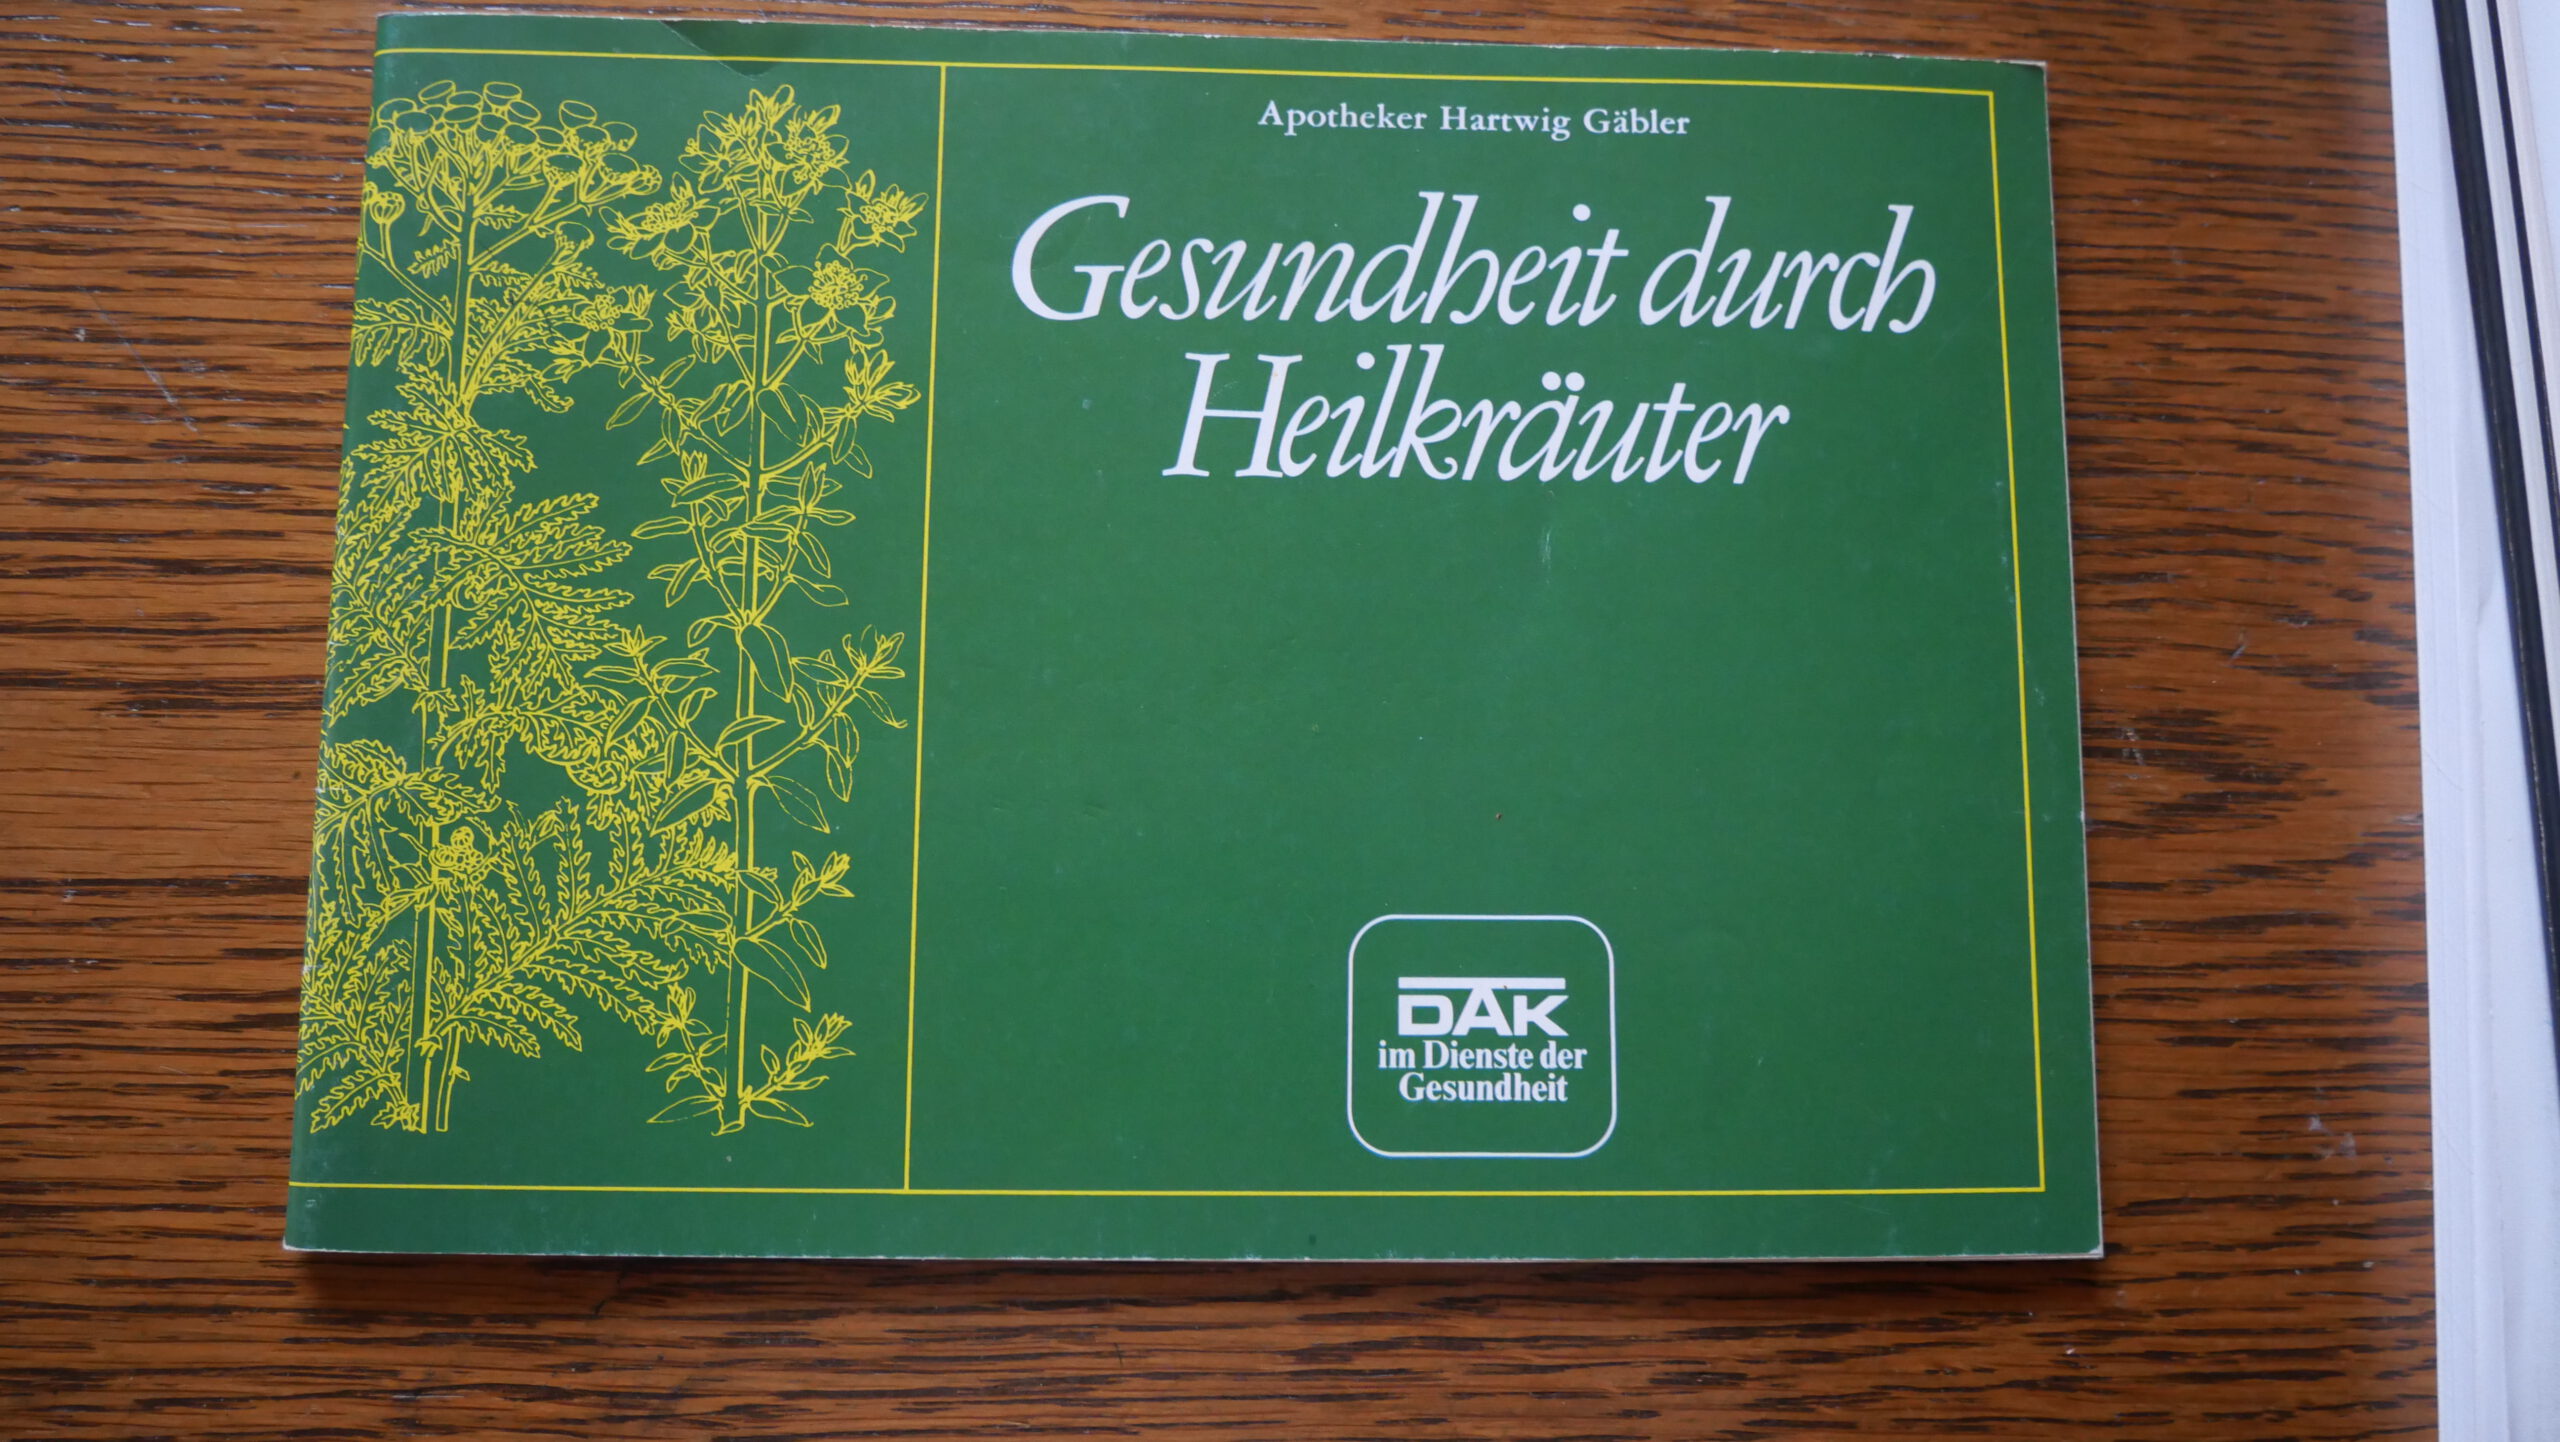 Apotheker Hartwig Gäbler
Gesundheit durch
Heilkräuter
DAK
im Dienste der
Gesundheit